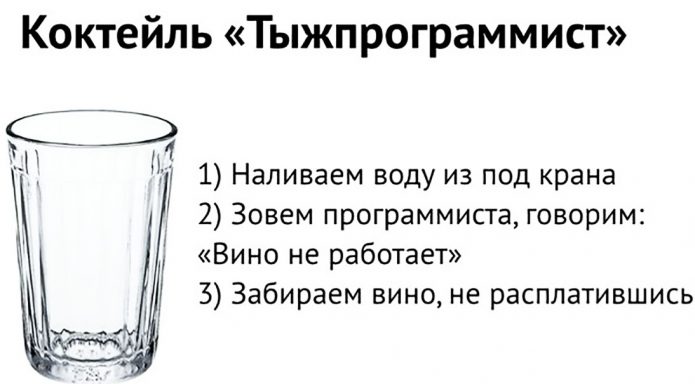 Коктейль «Тыжпрограммист»
1) Наливаем воду из под крана
2) Зовем программиста, говорим:
«Вино не работает»
3) Забираем вино, не расплатившись